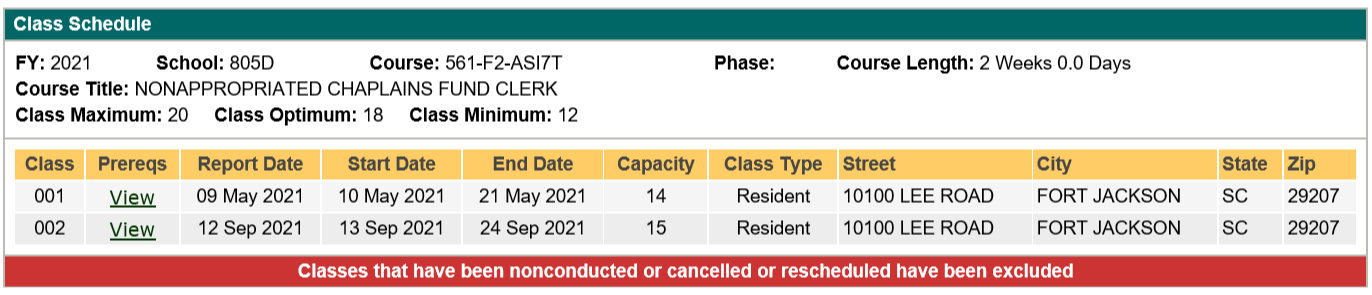 Class Schedule
FY: 2021 School: 805D Course: 561-F2-ASI7T Phase: Course Length: 2 Weeks 0.0 Days
Course Title: NONAPPROPRIATED CHAPLAINS FUND CLERK
Class Maximum: 20 Class Optimum: 18 Class Minimum: 12
Class Prereqs Report Date Start Date End Date Capacity Class Type Street City State Zip
001 View 09 May 2021 10 May 2021 21 May 2021 14 Resident 10100 LEE ROAD FORT JACKSON SC 29207
002 View 12 Sep 2021 13 Sep 2021 24 Sep 2021 15 Resident 10100 LEE ROAD FORT JACKSON SC 29207
Classes that have been nonconducted or cancelled or rescheduled have been excluded